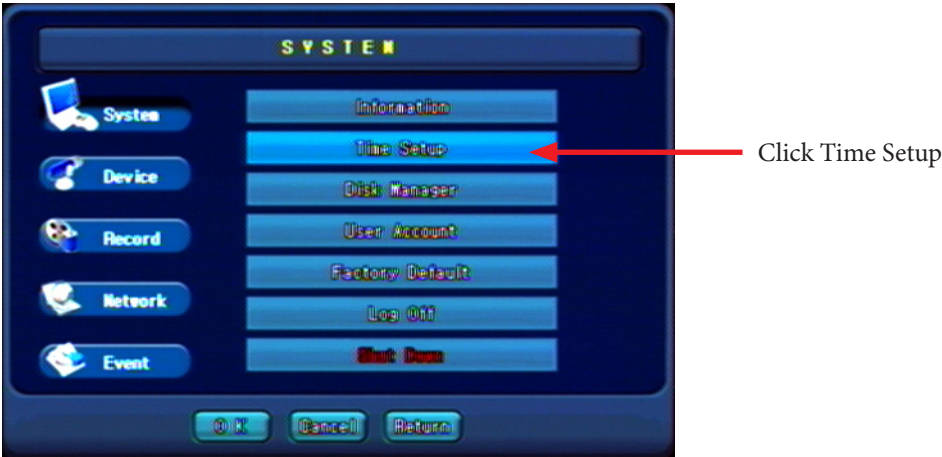 SYSTEM
System
Information
Time Setup
Click Time Setup
Device
Disk Manager
Record
User Account
Factory Default
Network
Log Off
Event
Shut Down
OK
Cancel
Return